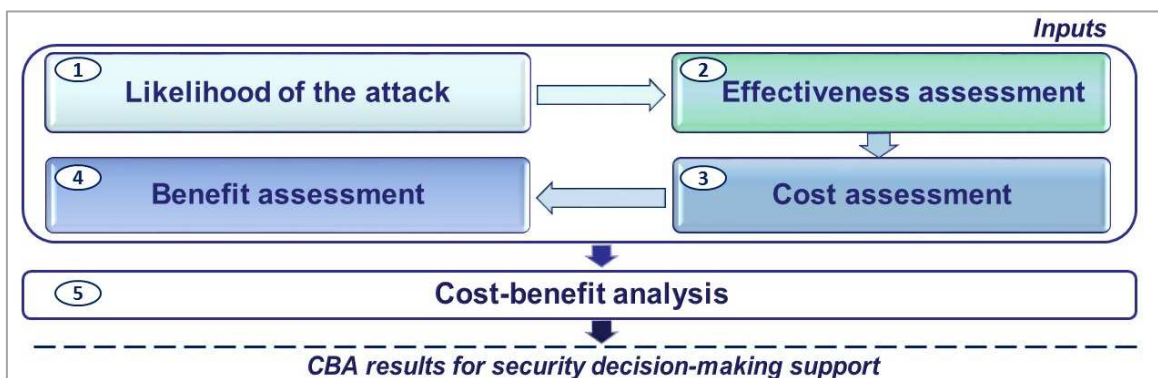 Inputs
1
Likelihood of the attack
2
Effectiveness assessment
4
Benefit assessment
3
Cost assessment
5
Cost-benefit analysis
CBA results for security decision-making support